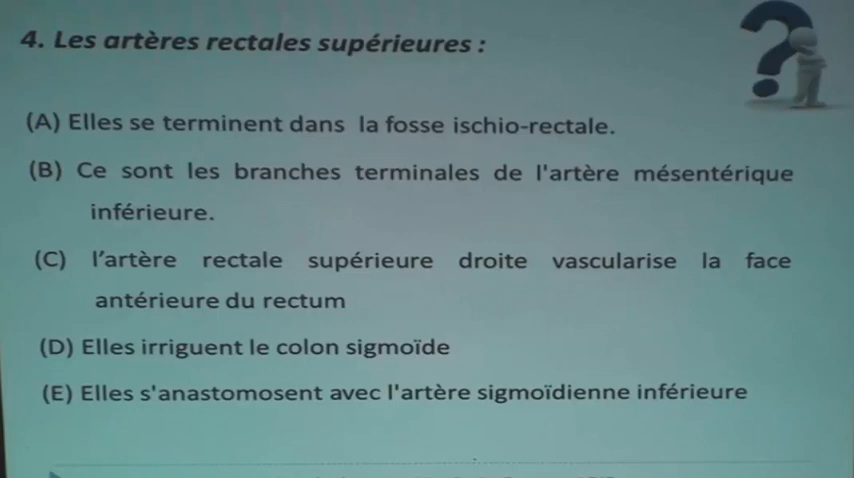 4. Les artères rectales supérieures :
(A) Elles se terminent dans la fosse ischio-rectale.
(B) Ce sont les branches terminales de l'artère mésentérique
inférieure.
(C) l'artère rectale supérieure droite vascularise la face
antérieure du rectum
(D) Elles irriguent le colon sigmoïde
(E) Elles s'anastomosent avec l'artère sigmoïdienne inférieure